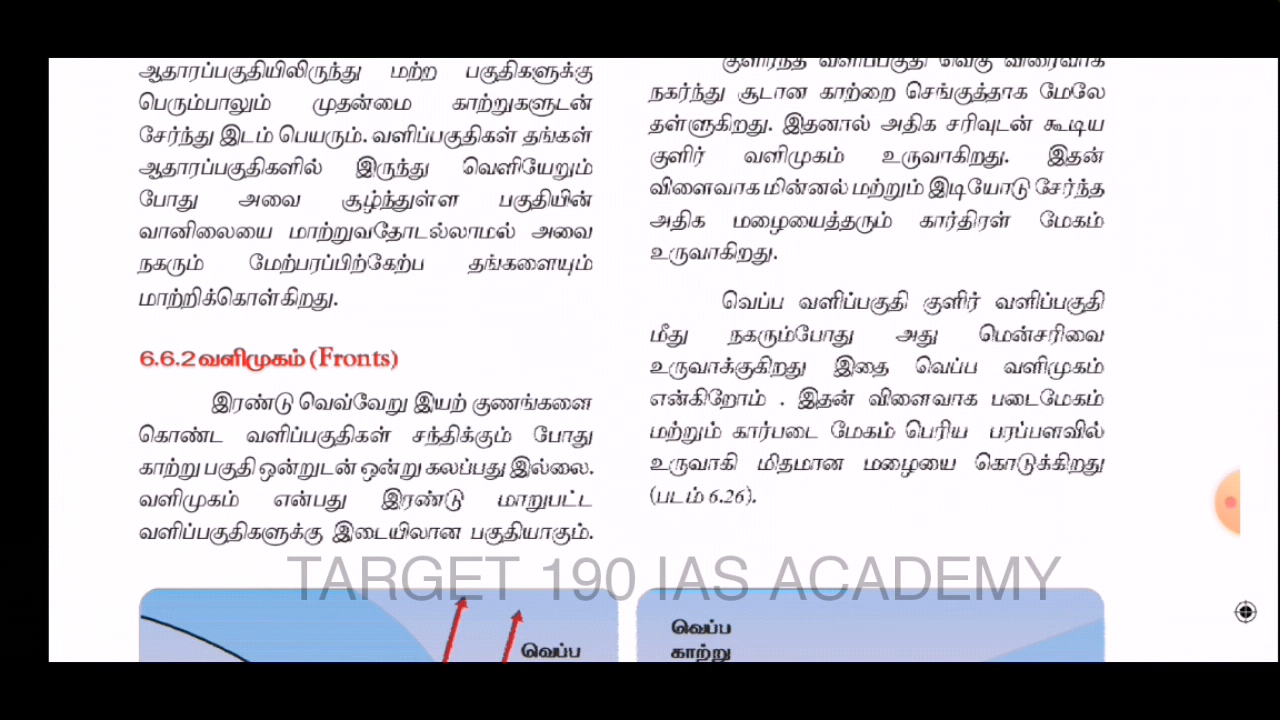 ஆதாரப்பகுதியிலிருந்து மற்ற பகுதிகளுக்கு
பெரும்பாலும் முதன்மை காற்றுகளுடன்
சேர்ந்து இடம் பெயரும். வளிப்பகுதிகள் தங்கள்
ஆதாரப்பகுதிகளில் இருந்து வெளியேறும்
போது அவை சூழ்ந்துள்ள பகுதியின்
வானிலையை மாற்றுவதோடல்லாமல் அவை
நகரும் மேற்பரப்பிற்கேற்ப தங்களையும்
மாற்றிக்கொள்கிறது.
6.6.2 வளிமுகம் (Fronts)
இரண்டு வெவ்வேறு இயற் குணங்களை
கொண்ட வளிப்பகுதிகள் சந்திக்கும் போது
காற்று பகுதி ஒன்றுடன் ஒன்று கலப்பது இல்லை.
வளிமுகம் என்பது இரண்டு மாறுபட்ட
வளிப்பகுதிகளுக்கு இடையிலான பகுதியாகும்.
குளிர்ந்த வளிப்பகுதி வெகு விரைவாக
நகர்ந்து சூடான காற்றை செங்குத்தாக மேலே
தள்ளுகிறது. இதனால் அதிக சரிவுடன் கூடிய
குளிர் வளிமுகம் உருவாகிறது. இதன்
விளைவாக மின்னல் மற்றும் இடியோடு சேர்ந்த
அதிக மழையைத்தரும் கார்திரள் மேகம்
உருவாகிறது.
வெப்ப வளிப்பகுதி குளிர் வளிப்பகுதி
மீது நகரும்போது அது மென்சரிவை
உருவாக்குகிறது இதை வெப்ப வளிமுகம்
என்கிறோம் . இதன் விளைவாக படைமேகம்
மற்றும் கார்படை மேகம் பெரிய பரப்பளவில்
உருவாகி மிதமான மழையை கொடுக்கிறது
(படம் 6.26).
TARGET 190 IAS ACADEMY
வெப்ப
வெப்ப
காற்று